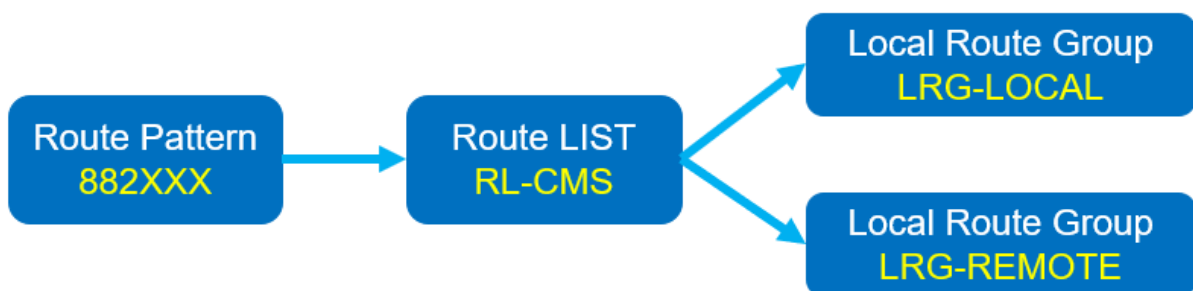 Route Pattern
882XXX
Route LIST
RL-CMS
Local Route Group
LRG-LOCAL
Local Route Group
LRG-REMOTE